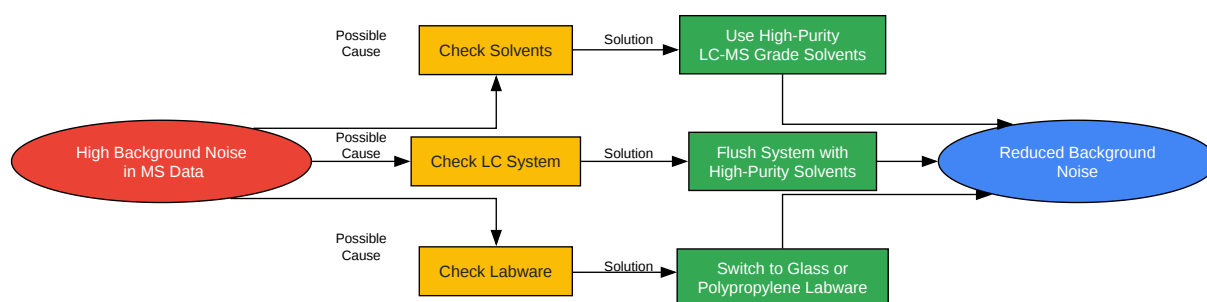 Possible
Cause
Check Solvents
Solution
Use High-Purity
LC-MS Grade Solvents
High Background Noise
in MS Data
Possible
Cause
Check LC System
Solution
Flush System with
High-Purity Solvents
Reduced Background
Noise
Possible
Cause
Check Labware
Solution
Switch to Glass or
Polypropylene Labware